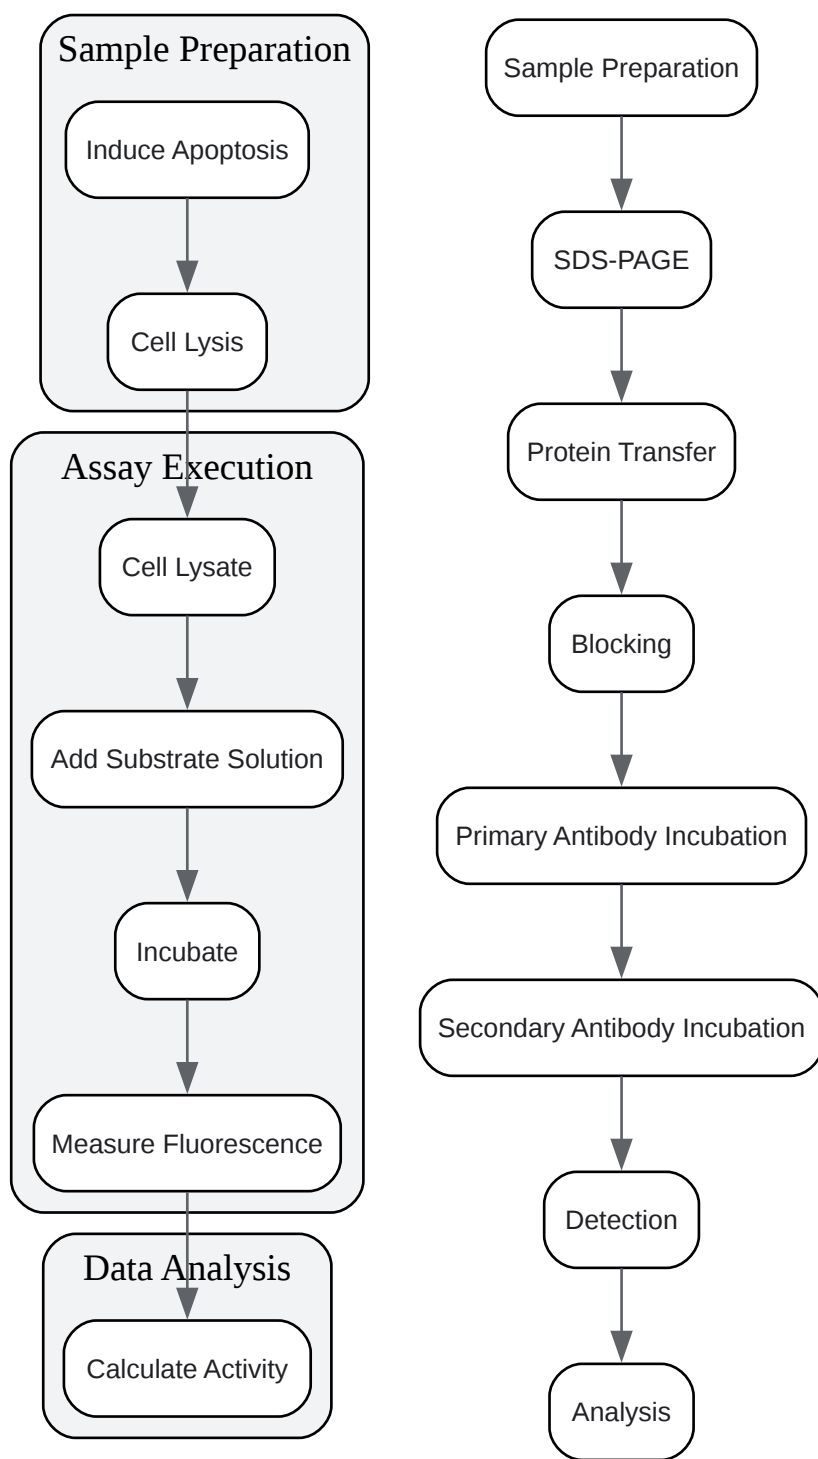 Sample Preparation
Induce Apoptosis
Cell Lysis
Assay Execution
Cell Lysate
Add Substrate Solution
Incubate
Measure Fluorescence
Data Analysis
Calculate Activity
Sample Preparation
SDS-PAGE
Protein Transfer
Blocking
Primary Antibody Incubation
Secondary Antibody Incubation
Detection
Analysis